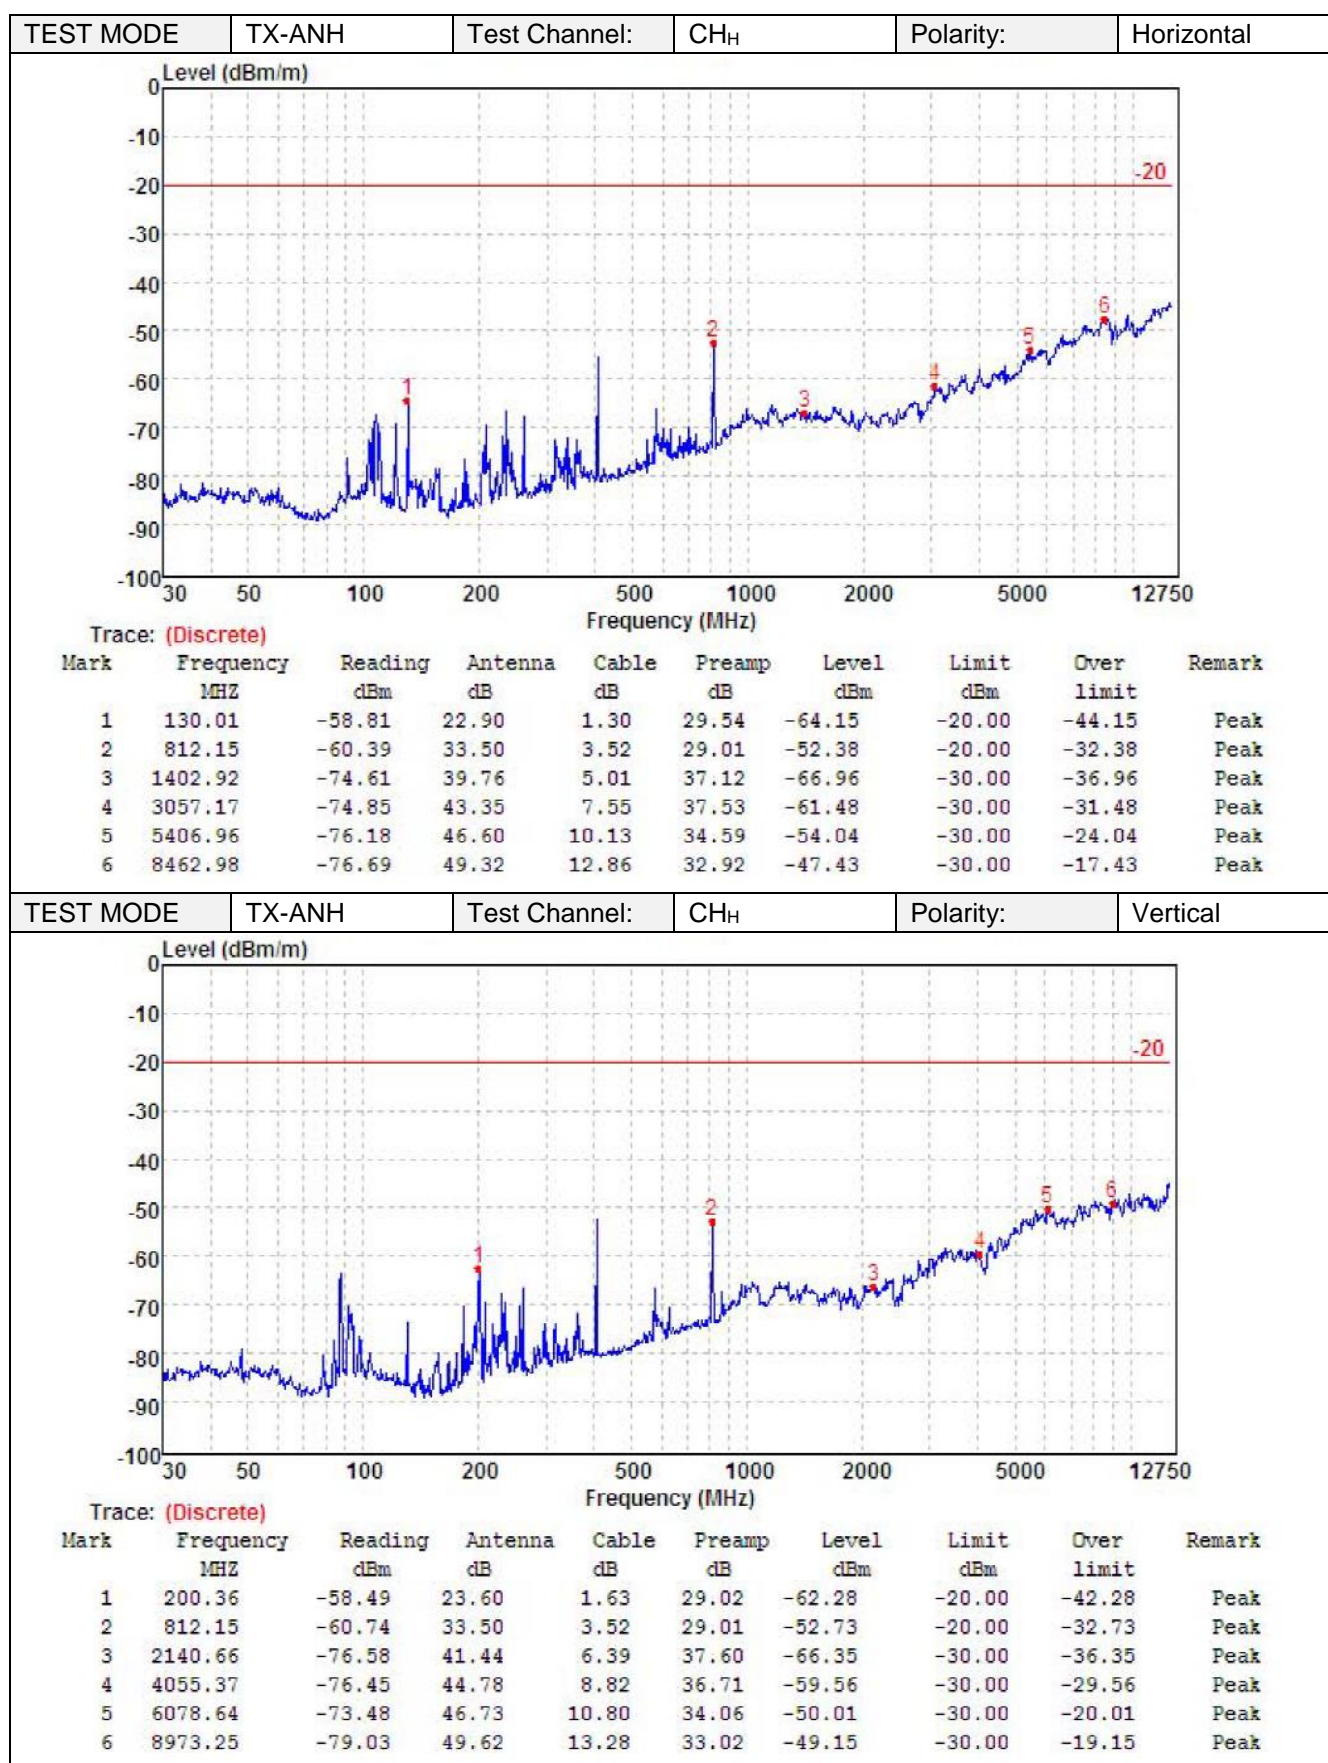 TEST MODE TX-ANH Test Channel: CHH Polarity: Horizontal
Level (dBm/m)
0
-10
-20
-20
-30
-40
-50
-60
-70
-80
-90
-100
1 2 3 4 5 6
30 50 100 200 500 1000 2000 5000 12750
Frequency (MHz)
Trace: (Discrete)
Mark Frequency Reading Antenna Cable Preamp Level Limit Over Remark
MHZ dBm dB dB dB dBm dBm limit
1 130.01 -58.81 22.90 1.30 29.54 -64.15 -20.00 -44.15 Peak
2 812.15 -60.39 33.50 3.52 29.01 -52.38 -20.00 -32.38 Peak
3 1402.92 -74.61 39.76 5.01 37.12 -66.96 -30.00 -36.96 Peak
4 3057.17 -74.85 43.35 7.55 37.53 -61.48 -30.00 -31.48 Peak
5 5406.96 -76.18 46.60 10.13 34.59 -54.04 -30.00 -24.04 Peak
6 8462.98 -76.69 49.32 12.86 32.92 -47.43 -30.00 -17.43 Peak
TEST MODE TX-ANH Test Channel: CHH Polarity: Vertical
Level (dBm/m)
0
-10
-20
-20
-30
-40
-50
-60
-70
-80
-90
-100
1 2 3 4 5 6
30 50 100 200 500 1000 2000 5000 12750
Frequency (MHz)
Trace: (Discrete)
Mark Frequency Reading Antenna Cable Preamp Level Limit Over Remark
MHZ dBm dB dB dB dBm dBm limit
1 200.36 -58.49 23.60 1.63 29.02 -62.28 -20.00 -42.28 Peak
2 812.15 -60.74 33.50 3.52 29.01 -52.73 -20.00 -32.73 Peak
3 2140.66 -76.58 41.44 6.39 37.60 -66.35 -30.00 -36.35 Peak
4 4055.37 -76.45 44.78 8.82 36.71 -59.56 -30.00 -29.56 Peak
5 6078.64 -73.48 46.73 10.80 34.06 -50.01 -30.00 -20.01 Peak
6 8973.25 -79.03 49.62 13.28 33.02 -49.15 -30.00 -19.15 Peak